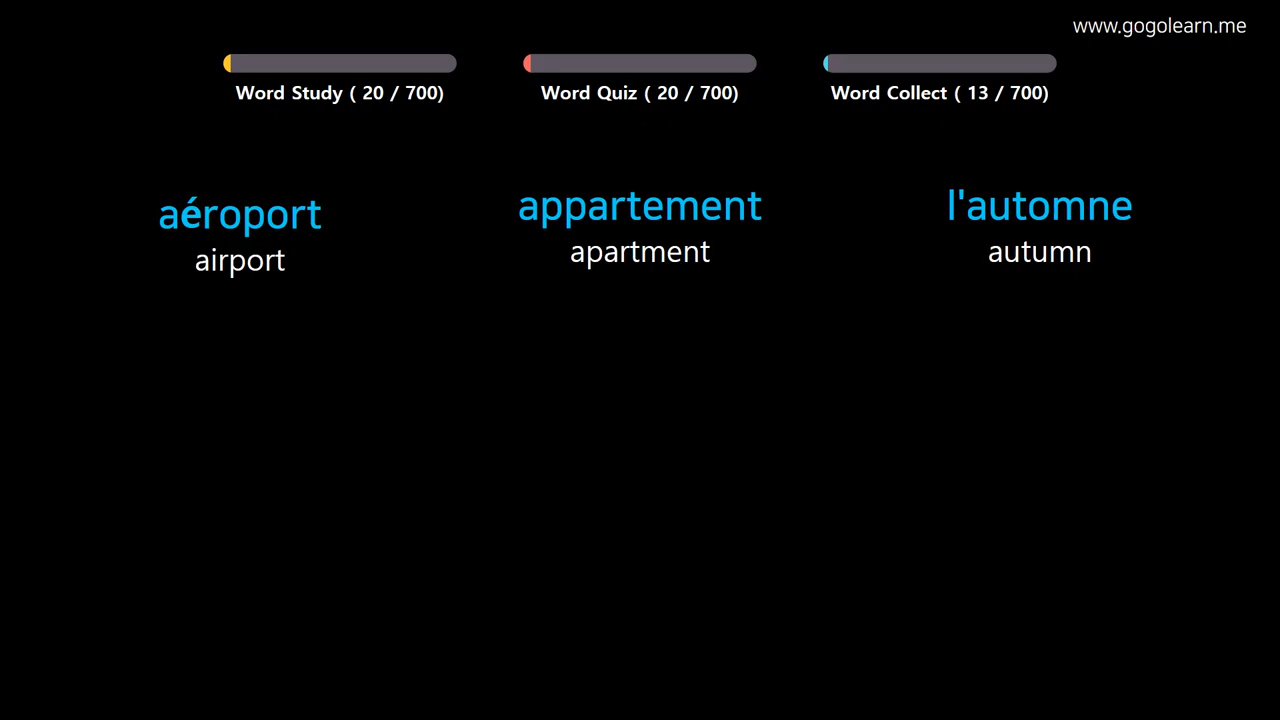 www.gogolearn.me
Word Study ( 20 / 700)
Word Quiz ( 20 / 700)
Word Collect ( 13 / 700)
aéroport
airport
appartement
apartment
l'automne
autumn